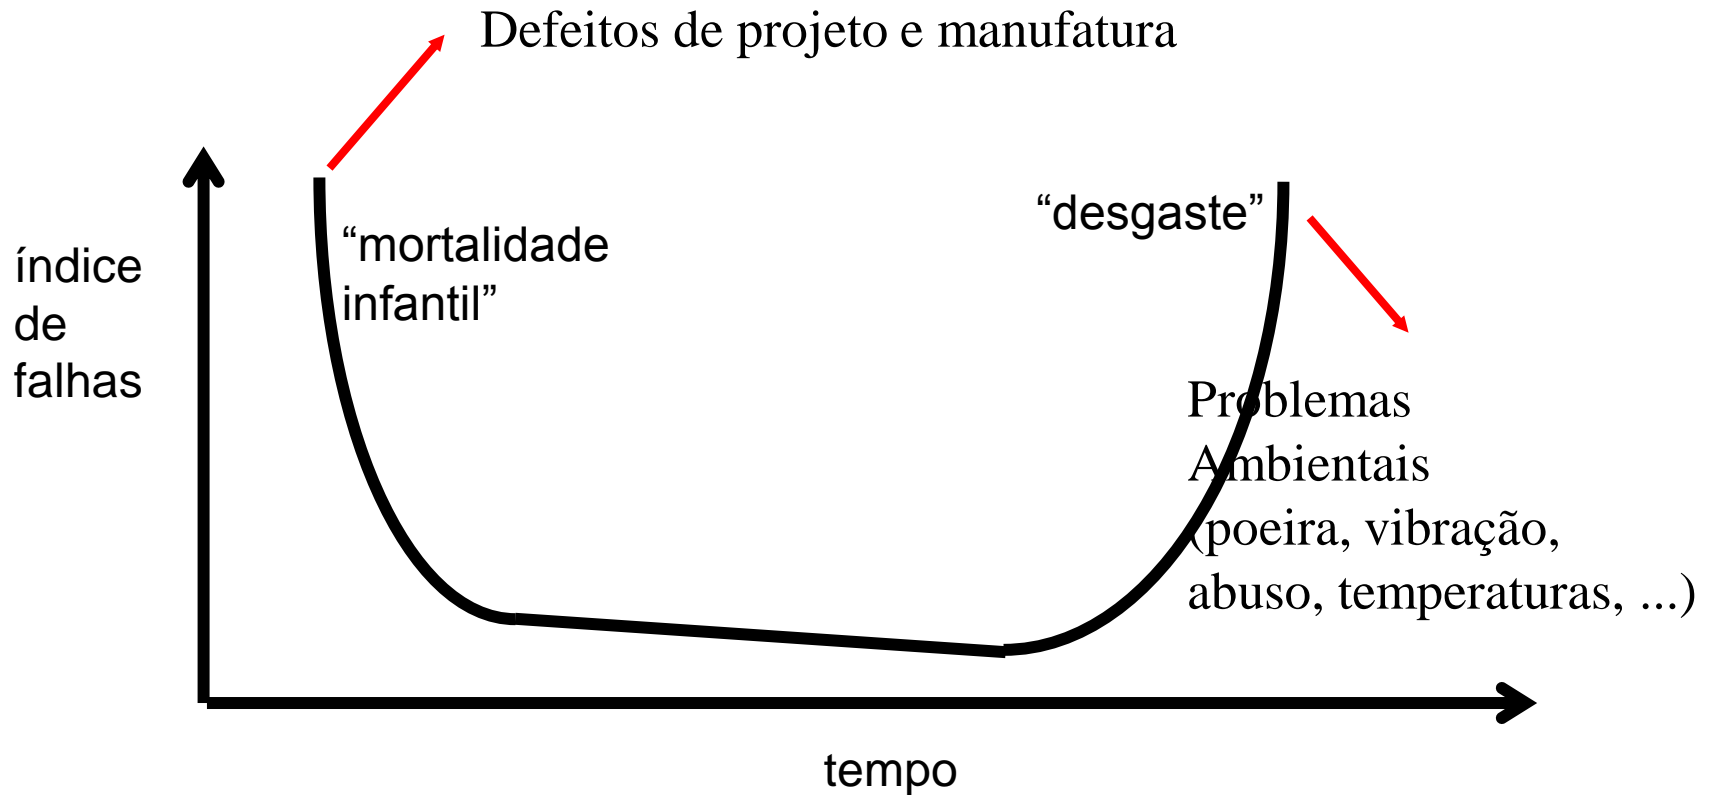 Defeitos de projeto e manufatura
“desgaste”
“mortalidade
infantil”
índice
de
falhas
Problemas
Ambientais
(poeira, vibração,
abuso, temperaturas, ...)
tempo